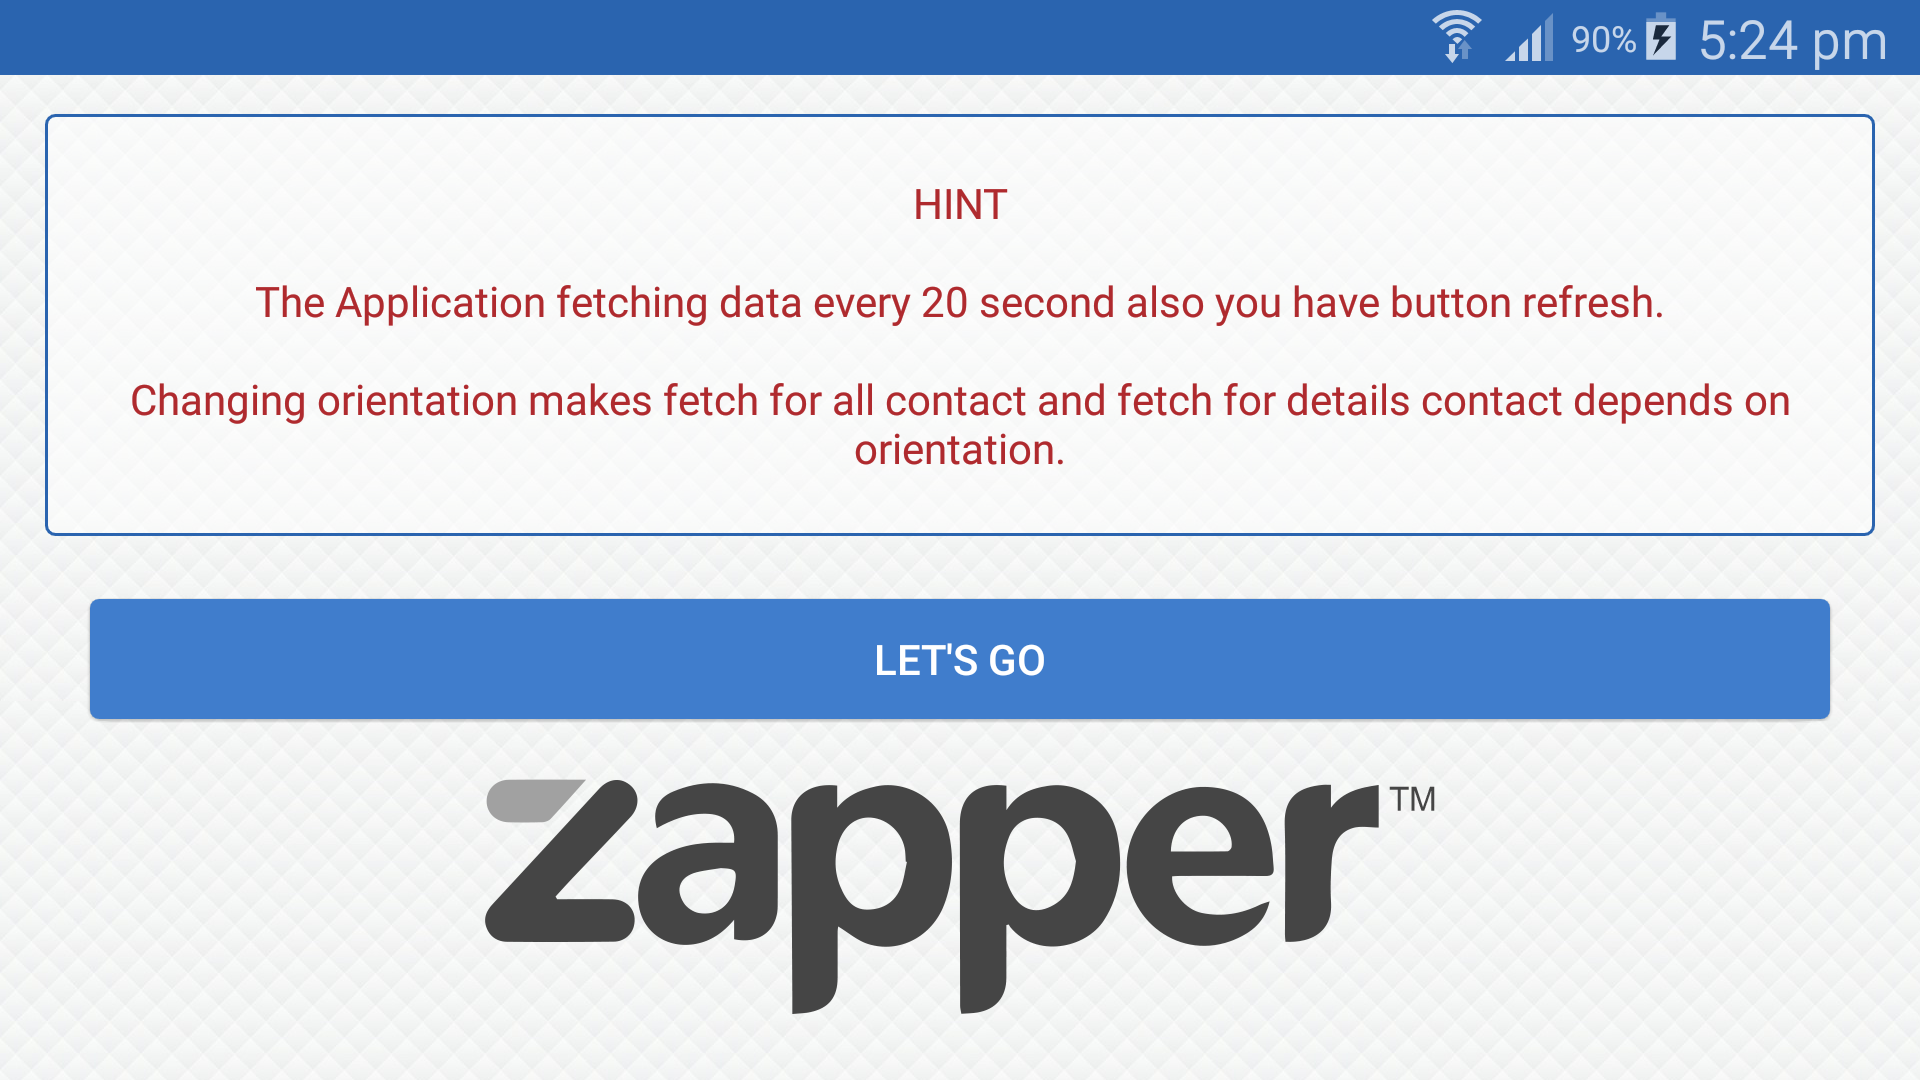 90% 5:24 pm
HINT
The Application fetching data every 20 second also you have button refresh.
Changing orientation makes fetch for all contact and fetch for details contact depends on
orientation.
LET'S GO
zapper™